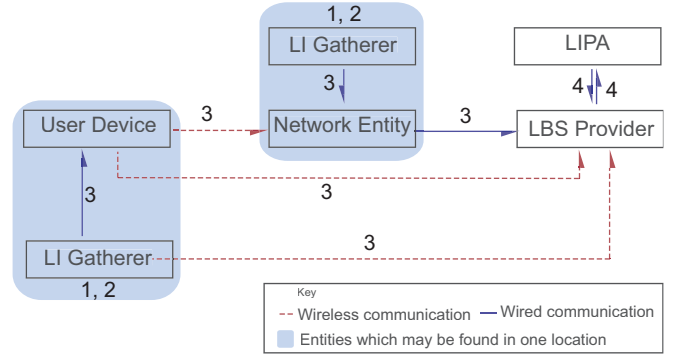 1, 2
LI Gatherer
LIPA
3
4
4
User Device
3
Network Entity
3
LBS Provider
3
3
LI Gatherer
3
1, 2
Key
Wireless communication
Wired communication
Entities which may be found in one location